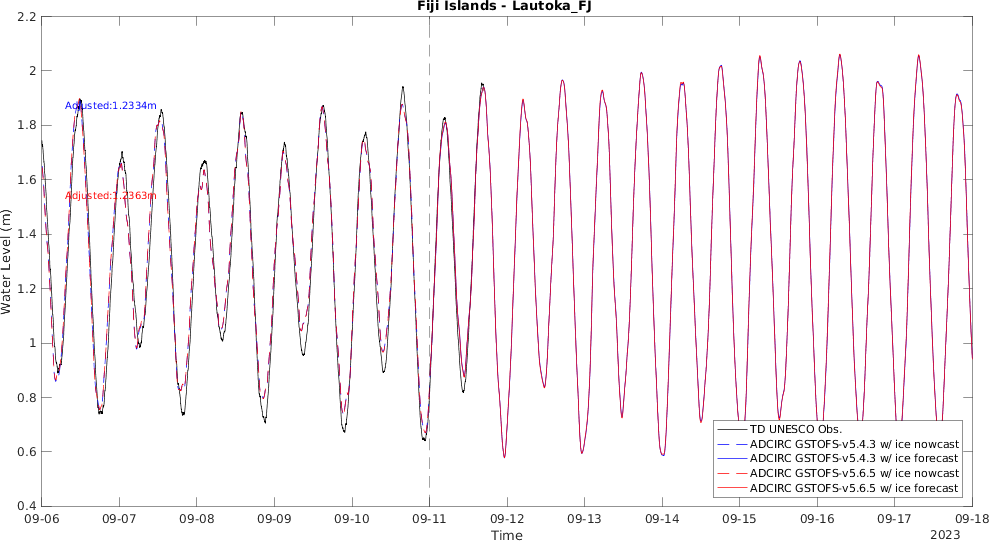 Fiji Islands - Lautoka_FJ
2.2
2
1.8
1.6
1.4
1.2
1
0.8
0.6
0.4
Water Level (m)
Adjusted:1.2334m
Adjusted:1.2363m
TD UNESCO Obs.
ADCIRC GSTOFS-v5.4.3 w/ ice nowcast
ADCIRC GSTOFS-v5.4.3 w/ ice forecast
ADCIRC GSTOFS-v5.6.5 w/ ice nowcast
ADCIRC GSTOFS-v5.6.5 w/ ice forecast
09-06 09-07 09-08 09-09 09-10 09-11 09-12 09-13 09-14 09-15 09-16 09-17 09-18
Time
2023